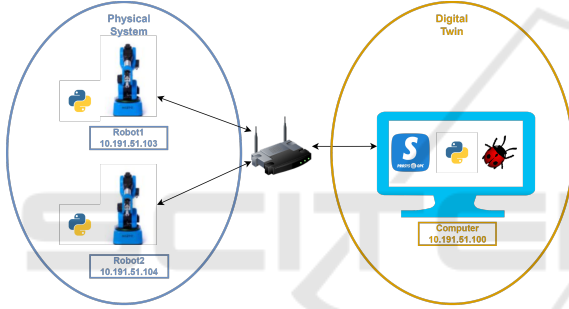 Physical
System
Digital
Twin
Robot1
10.191.51.103
S
Computer
10.191.51.100
Robot2
10.191.51.104
SCITE